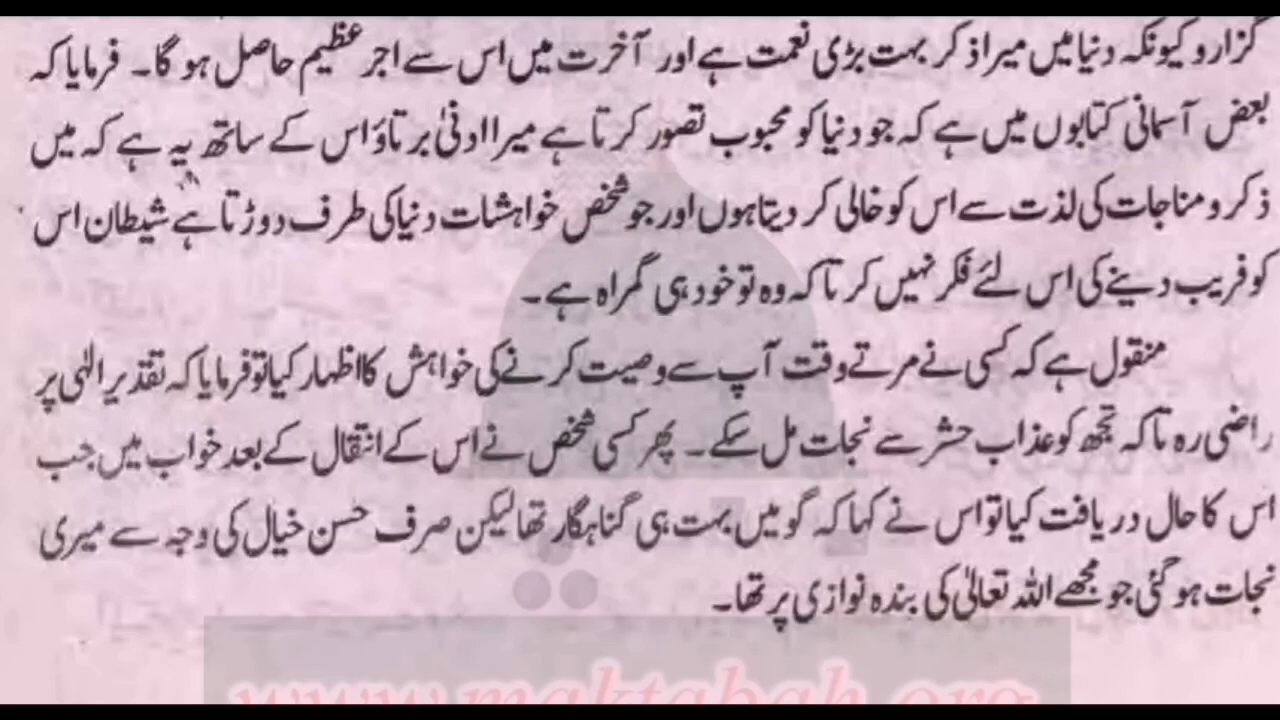 گزارو کیونکہ دنیا میں میرا ذکر بہت بڑی نعمت ہے اور آخرت میں اس سے اجر عظیم حاصل ہو گا۔ فرمایا کہ
بعض آسمانی کتابوں میں ہے کہ جو دنیا کو محبوب تصور کرتا ہے میرا ادنیٰ برتاؤ اس کے ساتھ یہ ہے کہ میں
ذکر و مناجات کی لذت سے اس کو خالی کر دیتا ہوں اور جو شخص خواہشات دنیا کی طرف دوڑتا ہے شیطان اس
کو فریب دینے کی اس لئے فکر نہیں کرتا کہ وہ تو خود ہی گمراہ ہے۔
منقول ہے کہ کسی نے مرتے وقت آپ سے وصیت کرنے کی خواہش کا اظہار کیا تو فرمایا کہ تقدیر الٰہی پر
راضی رہ تاکہ تجھ کو عذاب حشر سے نجات مل سکے۔ پھر کسی شخص نے اس کے انتقال کے بعد خواب میں جب
اس کا حال دریافت کیا تو اس نے کہا کہ گو میں بہت ہی گناہگار تھا لیکن صرف حسن خیال کی وجہ سے میری
نجات ہو گئی جو مجھے اللہ تعالیٰ کی بندہ نوازی پر تھا۔
www.maktabah.org